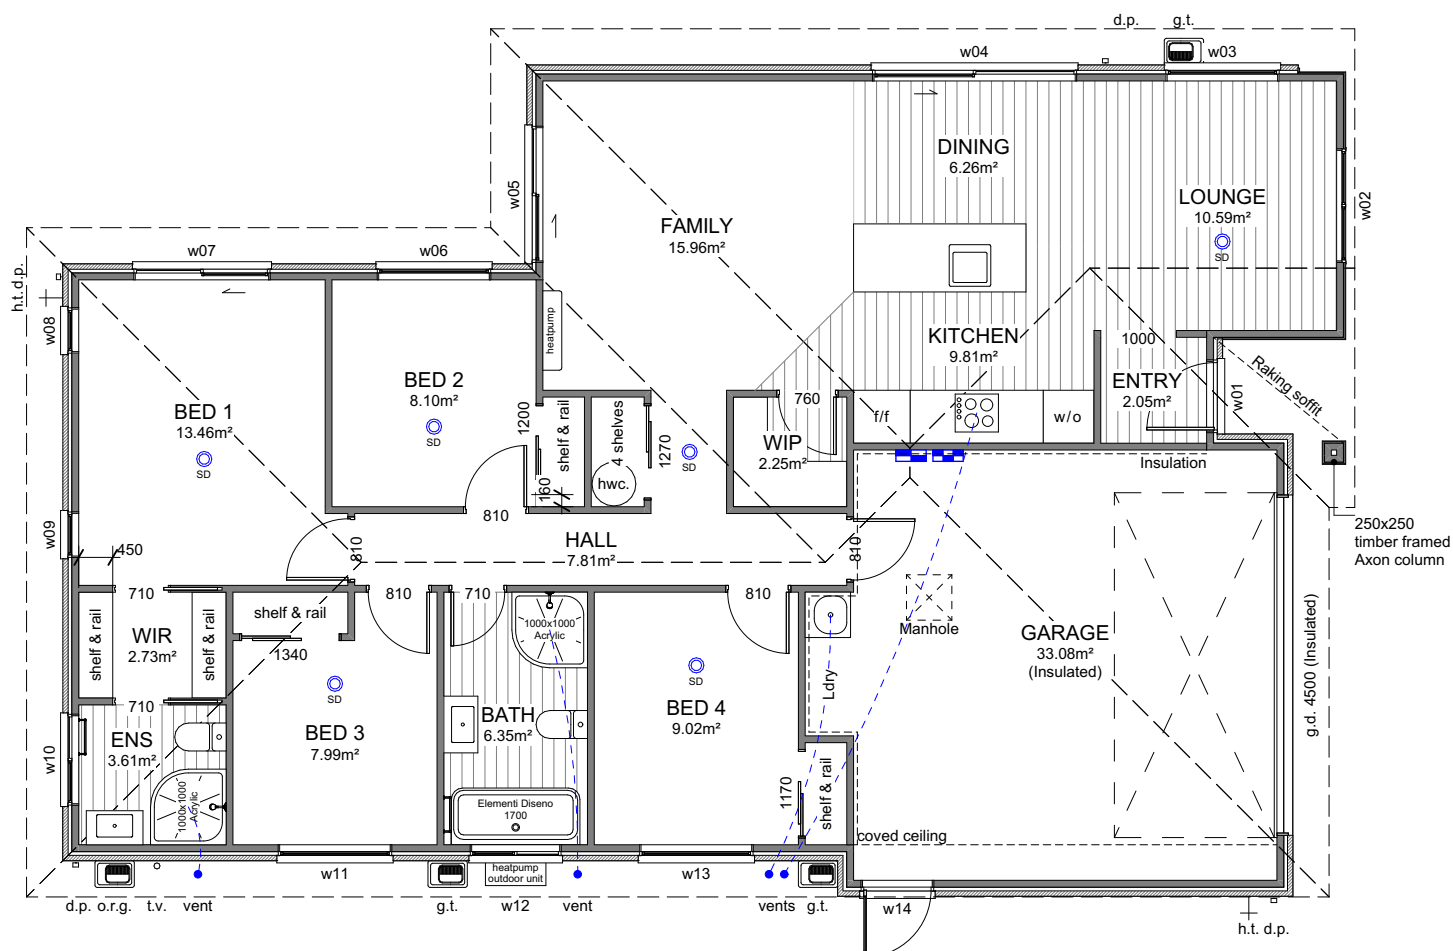 d.p.
g.t.
w04
w03
DINING
6.26m²
LOUNGE
10.59m²
SD
w05
w02
FAMILY
15.96m²
w07
w06
h.t. d.p.
w08
heatpump
KITCHEN
9.81m²
1000
Raking soffit
ENTRY
2.05m²
w01
BED 2
8.10m²
SD
BED 1
13.46m²
SD
1200
shelf & rail
160
4 shelves
hwc.
1270
SD
760
WIP
2.25m²
f/f
w/o
Insulation
w09
450
810
HALL
7.81m²
810
810
250x250
timber framed
Axon column
710
810
710
810
shelf & rail
WIR
2.73m²
shelf & rail
shelf & rail
1340
SD
1000x1000
Acrylic
SD
Manhole
GARAGE
33.08m²
(Insulated)
Ldry
g.d. 4500 (Insulated)
710
ENS
3.61m²
w10
BED 3
7.99m²
BATH
6.35m²
BED 4
9.02m²
1000x1000
Acrylic
Elementi Diseno
1700
1170
shelf & rail
coved ceiling
w11
heatpump
outdoor unit
w13
d.p.
o.r.g.
t.v.
vent
g.t.
w12
vent
vents
g.t.
w14
h.t. d.p.